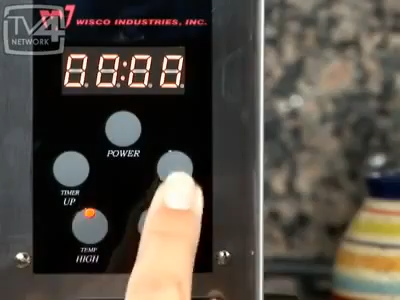 TV4
NETWORK
WISCO INDUSTRIES, INC.
88:88
POWER
TIMER
UP
TEMP
HIGH